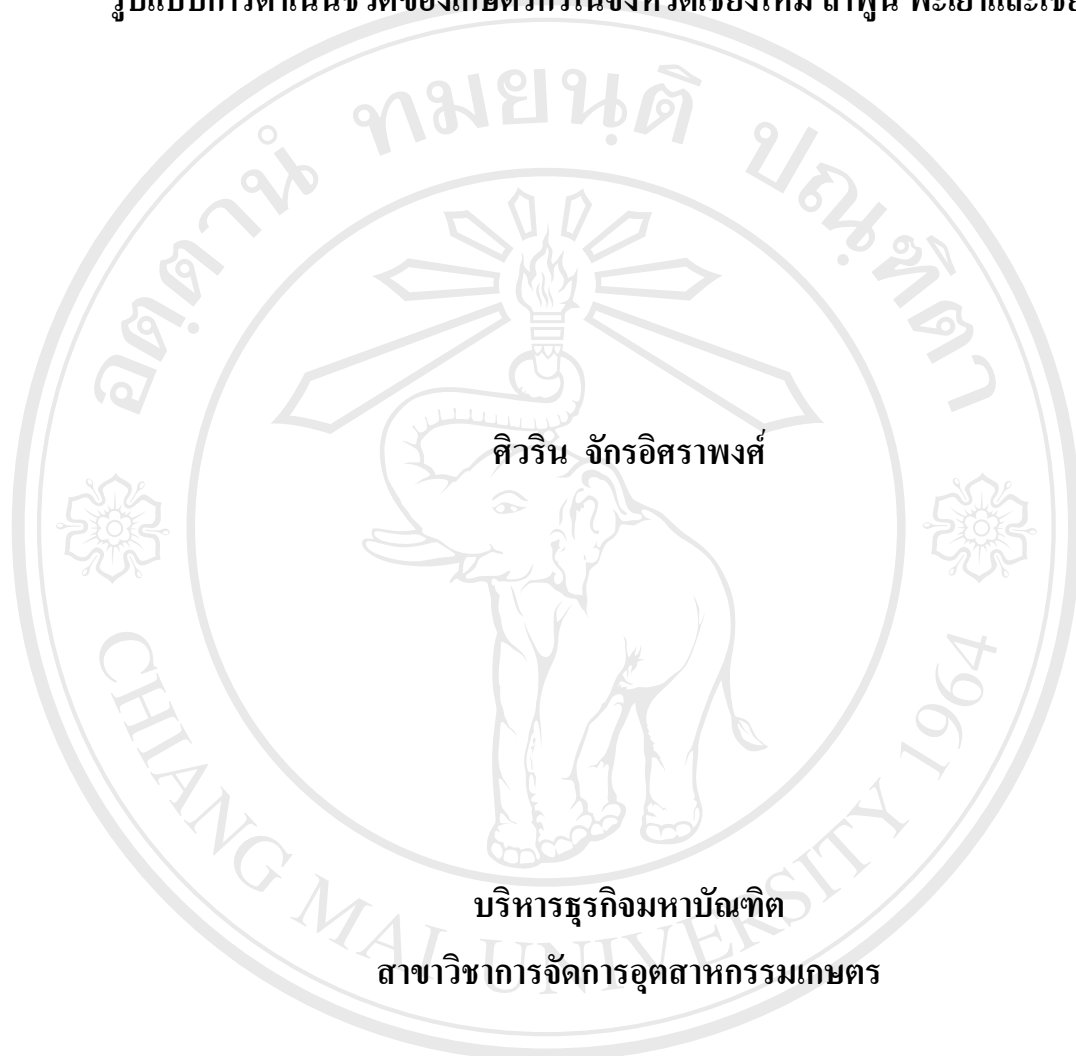 รูปแบบการดำเนินชีวิตของเกษตรกรในจังหวัดเชียงใหม่ ลำพูน พะเยาและ
อตฺตานํ ทมยนฺติ ปณฺฑิตา
ศิวริน จักรอิศราพงศ์
บริหารธุรกิจมหาบัณฑิต
สาขาวิชาการจัดการอุตสาหกรรมเกษตร
CHIANG MAI UNIVERSITY 1964